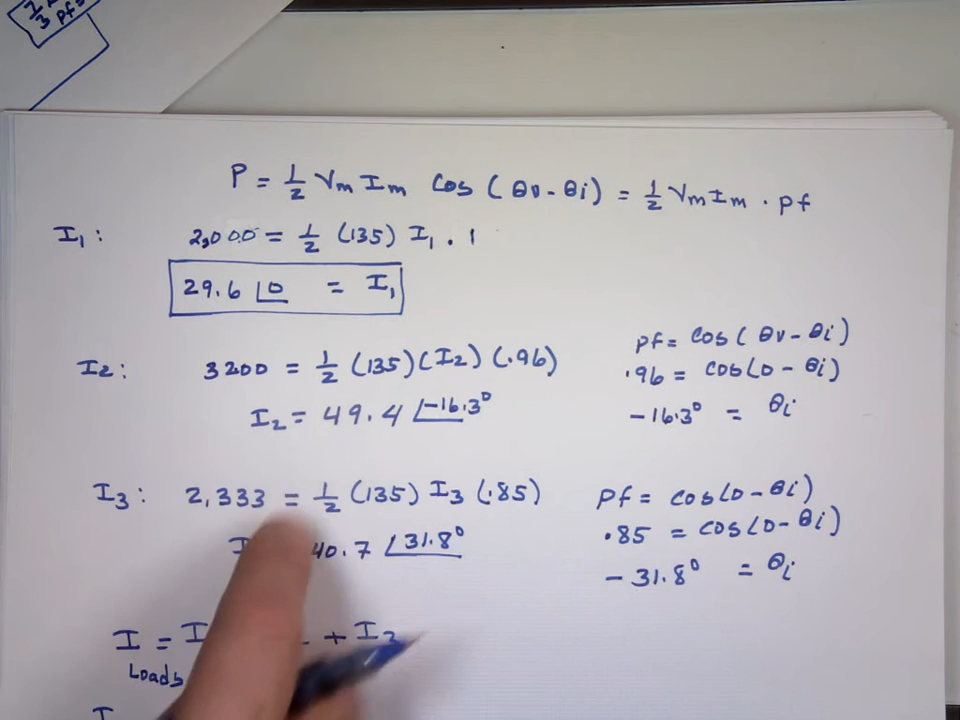 1/3 pf
P = 1/2 Vm Im cos (θv - θi) = 1/2 Vm Im · pf
I1 : 2,000 = 1/2 (135) I1 · 1
29.6 ∠0 = I1
I2 : 3200 = 1/2 (135) (I2) (.96)
pf = cos ( θv - θi )
.96 = cos (0 - θi)
I2 = 49.4 ∠-16.3°
-16.3° = θi
I3 : 2,333 = 1/2 (135) I3 (.85)
pf = cos (0 - θi)
.85 = cos (0 - θi)
40.7 ∠31.8°
-31.8° = θi
I = I + I3
Loads
I